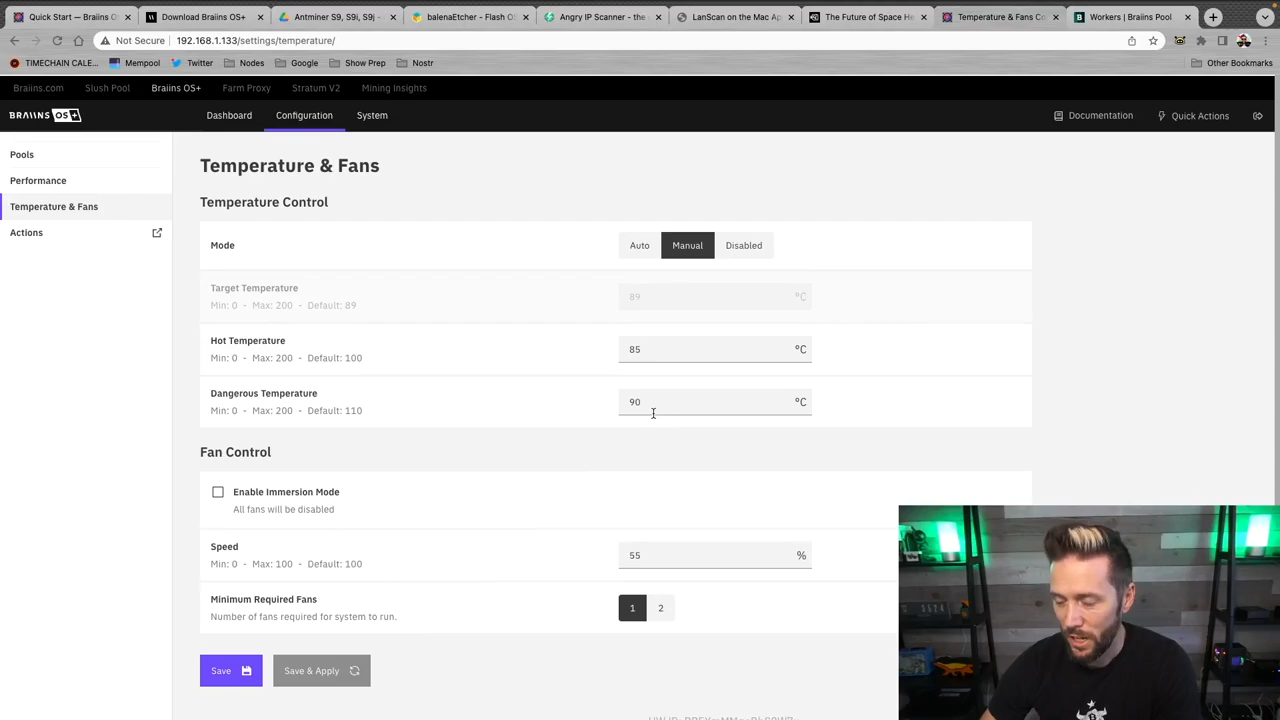 Quick Start — Braiins OS+
Download Braiins OS+
Antminer S9, S9i, S9j -
balenaEtcher - Flash OS
Angry IP Scanner - the
LanScan on the Mac Ap
The Future of Space He
Temperature & Fans Co
Workers | Braiins Pool
Not Secure 192.168.1.133/settings/temperature/
TIMECHAIN CALE... Mempool Twitter Nodes Google Show Prep Nostr Other Bookmarks
Braiins.com Slush Pool Braiins OS+ Farm Proxy Stratum V2 Mining Insights
BRAIINS OS+ Dashboard Configuration System Documentation Quick Actions
Pools
Performance
Temperature & Fans
Actions
Temperature & Fans
Temperature Control
Mode Auto Manual Disabled
Target Temperature
Min: 0 - Max: 200 - Default: 89
89 °C
Hot Temperature
Min: 0 - Max: 200 - Default: 100
85 °C
Dangerous Temperature
Min: 0 - Max: 200 - Default: 110
90 °C
Fan Control
Enable Immersion Mode
All fans will be disabled
Speed
Min: 0 - Max: 100 - Default: 100
55 %
Minimum Required Fans
Number of fans required for system to run.
1 2
Save Save & Apply